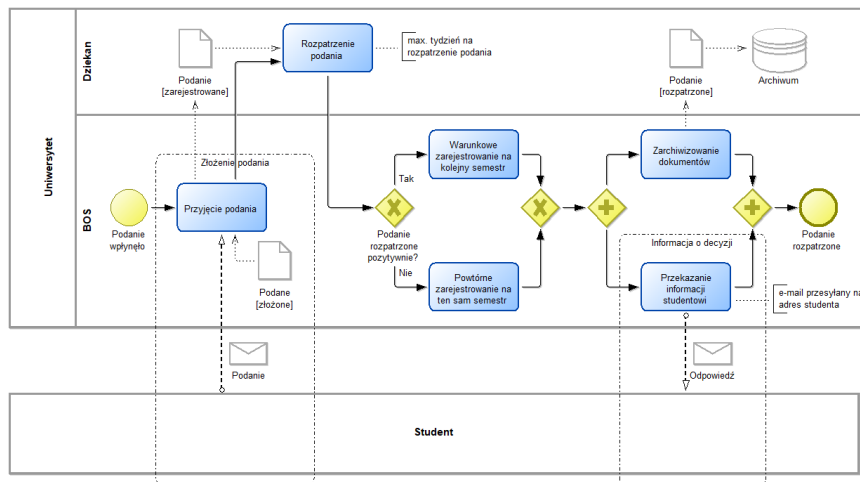 Uniwersytet
Dziekan
Podanie
[zarejestrowane]
Rozpatrzenie
podania
max. tydzień na
rozpatrzenie podania
Podanie
[rozpatrzone]
Archiwum
BOS
Złożenie podania
Podanie
wpłynęło
Przyjęcie podania
Podane
[złożone]
Tak
Podanie
rozpatrzone
pozytywnie?
Nie
Warunkowe
zarejestrowanie na
kolejny semestr
Powtórne
zarejestrowanie na
ten sam semestr
Zarchiwizowanie
dokumentów
Informacja o decyzji
Przekazanie
informacji
studentowi
Podanie
rozpatrzone
e-mail przesyłany na
adres studenta
Podanie
Odpowiedź
Student